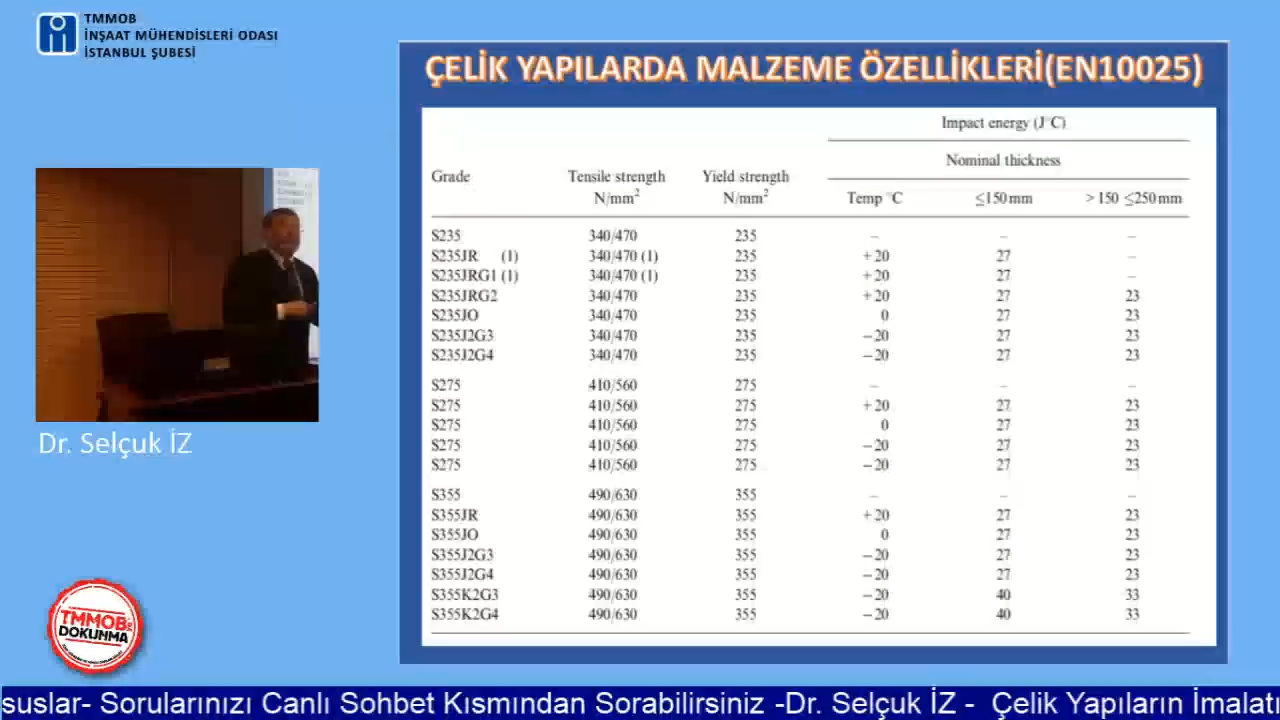 TMMOB
İNŞAAT MÜHENDİSLERİ ODASI
İSTANBUL ŞUBESİ
ÇELİK YAPILARDA MALZEME ÖZELLİKLERİ(EN10025)
Impact energy (J°C)
Nominal thickness
Grade Tensile strength Yield strength
N/mm² N/mm² Temp °C ≤150 mm > 150 ≤250 mm
S235 340/470 235 – – –
S235JR (1) 340/470 (1) 235 +20 27 –
S235JRG1 (1) 340/470 (1) 235 +20 27 –
S235JRG2 340/470 235 +20 27 23
S235JO 340/470 235 0 27 23
S235J2G3 340/470 235 −20 27 23
S235J2G4 340/470 235 −20 27 23
S275 410/560 275 – – –
S275 410/560 275 +20 27 23
S275 410/560 275 0 27 23
S275 410/560 275 −20 27 23
S275 410/560 275 −20 27 23
S355 490/630 355 – – –
S355JR 490/630 355 +20 27 23
S355JO 490/630 355 0 27 23
S355J2G3 490/630 355 −20 27 23
S355J2G4 490/630 355 −20 27 23
S355K2G3 490/630 355 −20 40 33
S355K2G4 490/630 355 −20 40 33
Dr. Selçuk İZ
TMMOB
DOKUNMA
suslar- Sorularınızı Canlı Sohbet Kısmından Sorabilirsiniz -Dr. Selçuk İZ - Çelik Yapıların İmalatı